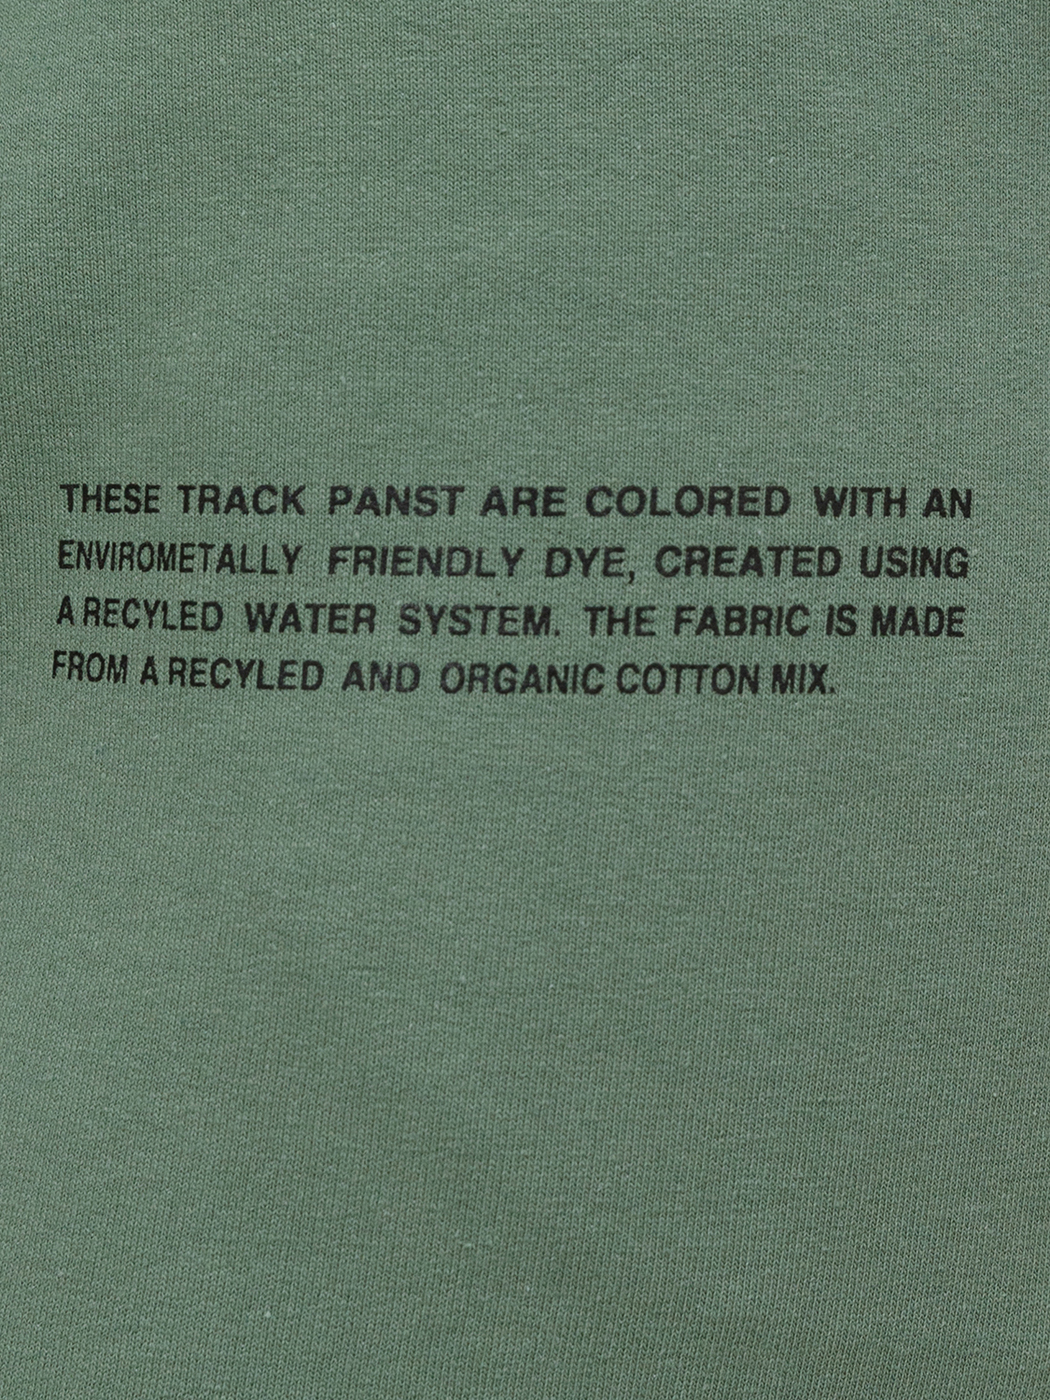 THESE TRACK PANST ARE COLORED WITH AN
ENVIROMETALLY FRIENDLY DYE, CREATED USING
A RECYLED WATER SYSTEM. THE FABRIC IS MADE
FROM A RECYLED AND ORGANIC COTTON MIX.